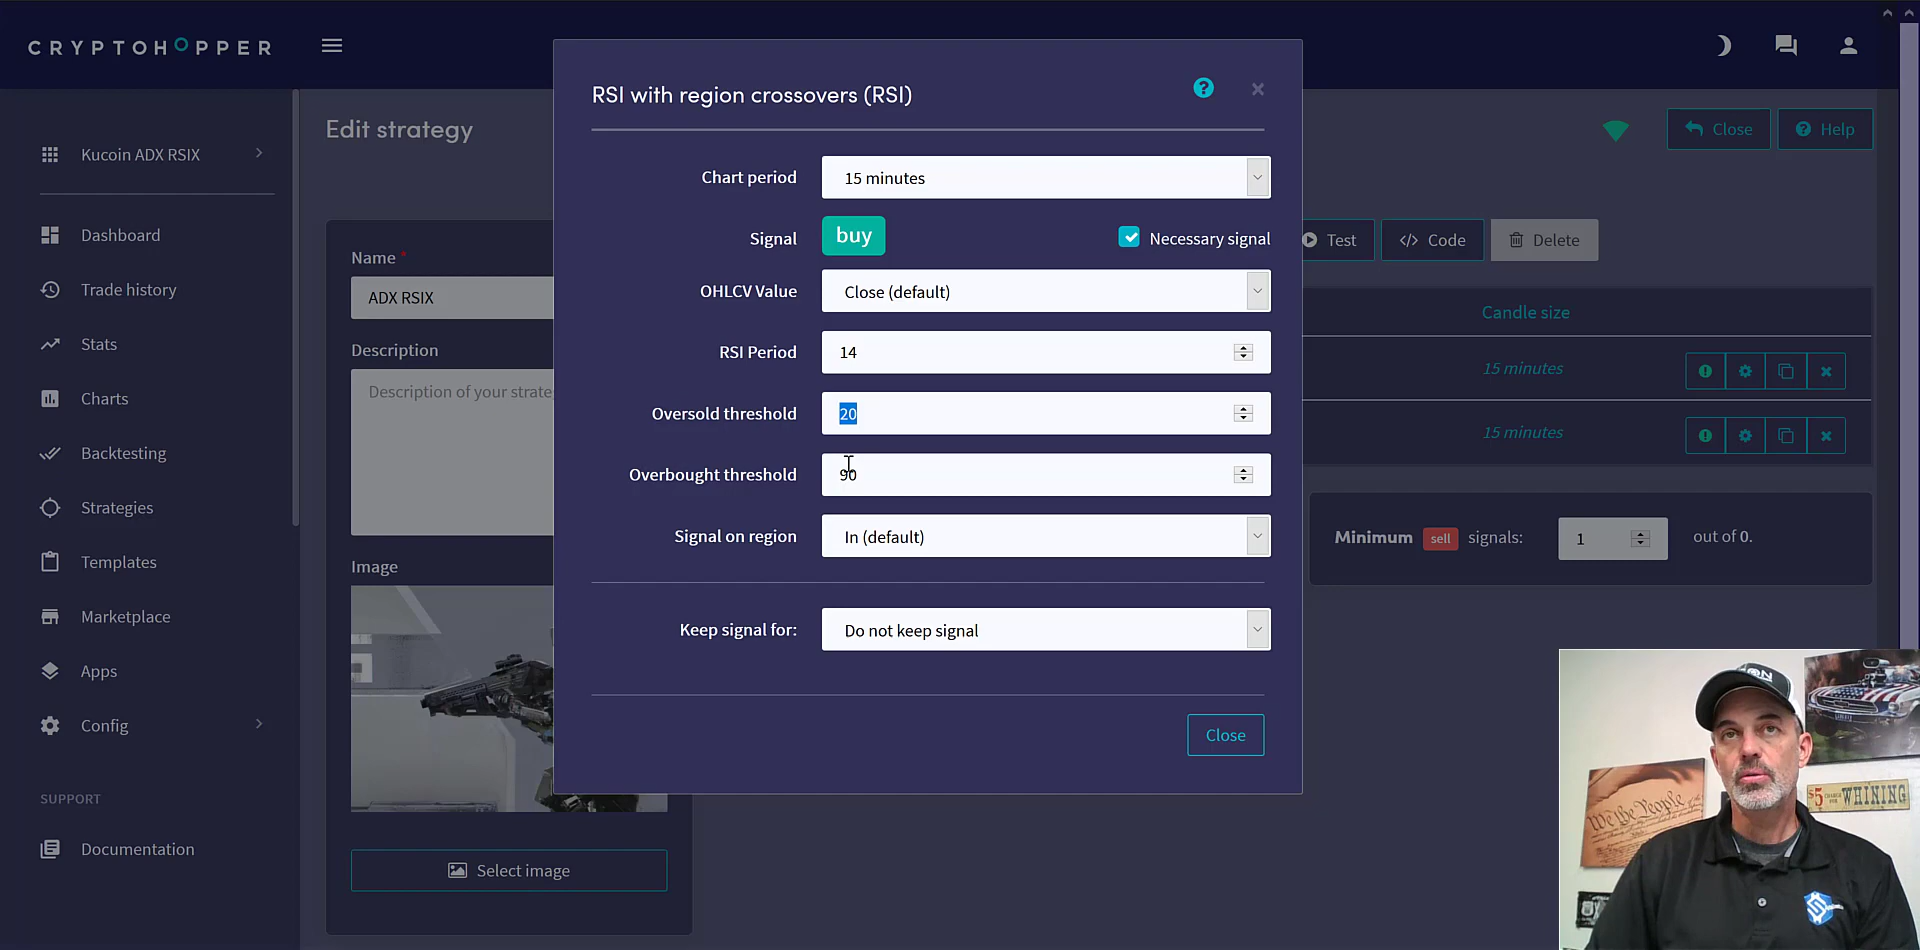 CRYPTOHOPPER
Kucoin ADX RSIX
Dashboard
Trade history
Stats
Charts
Backtesting
Strategies
Templates
Marketplace
Apps
Config
SUPPORT
Documentation
Edit strategy
Close
Help
Name *
ADX RSIX
Description
Description of your strate
Image
Select image
RSI with region crossovers (RSI)
?
×
Chart period
15 minutes
Signal
buy
Necessary signal
OHLCV Value
Close (default)
RSI Period
14
Oversold threshold
20
Overbought threshold
90
Signal on region
In (default)
Keep signal for:
Do not keep signal
Close
Test
</> Code
Delete
Candle size
15 minutes
15 minutes
Minimum sell signals:
1
out of 0.
We the People
$5 CHARGE FOR WHINING